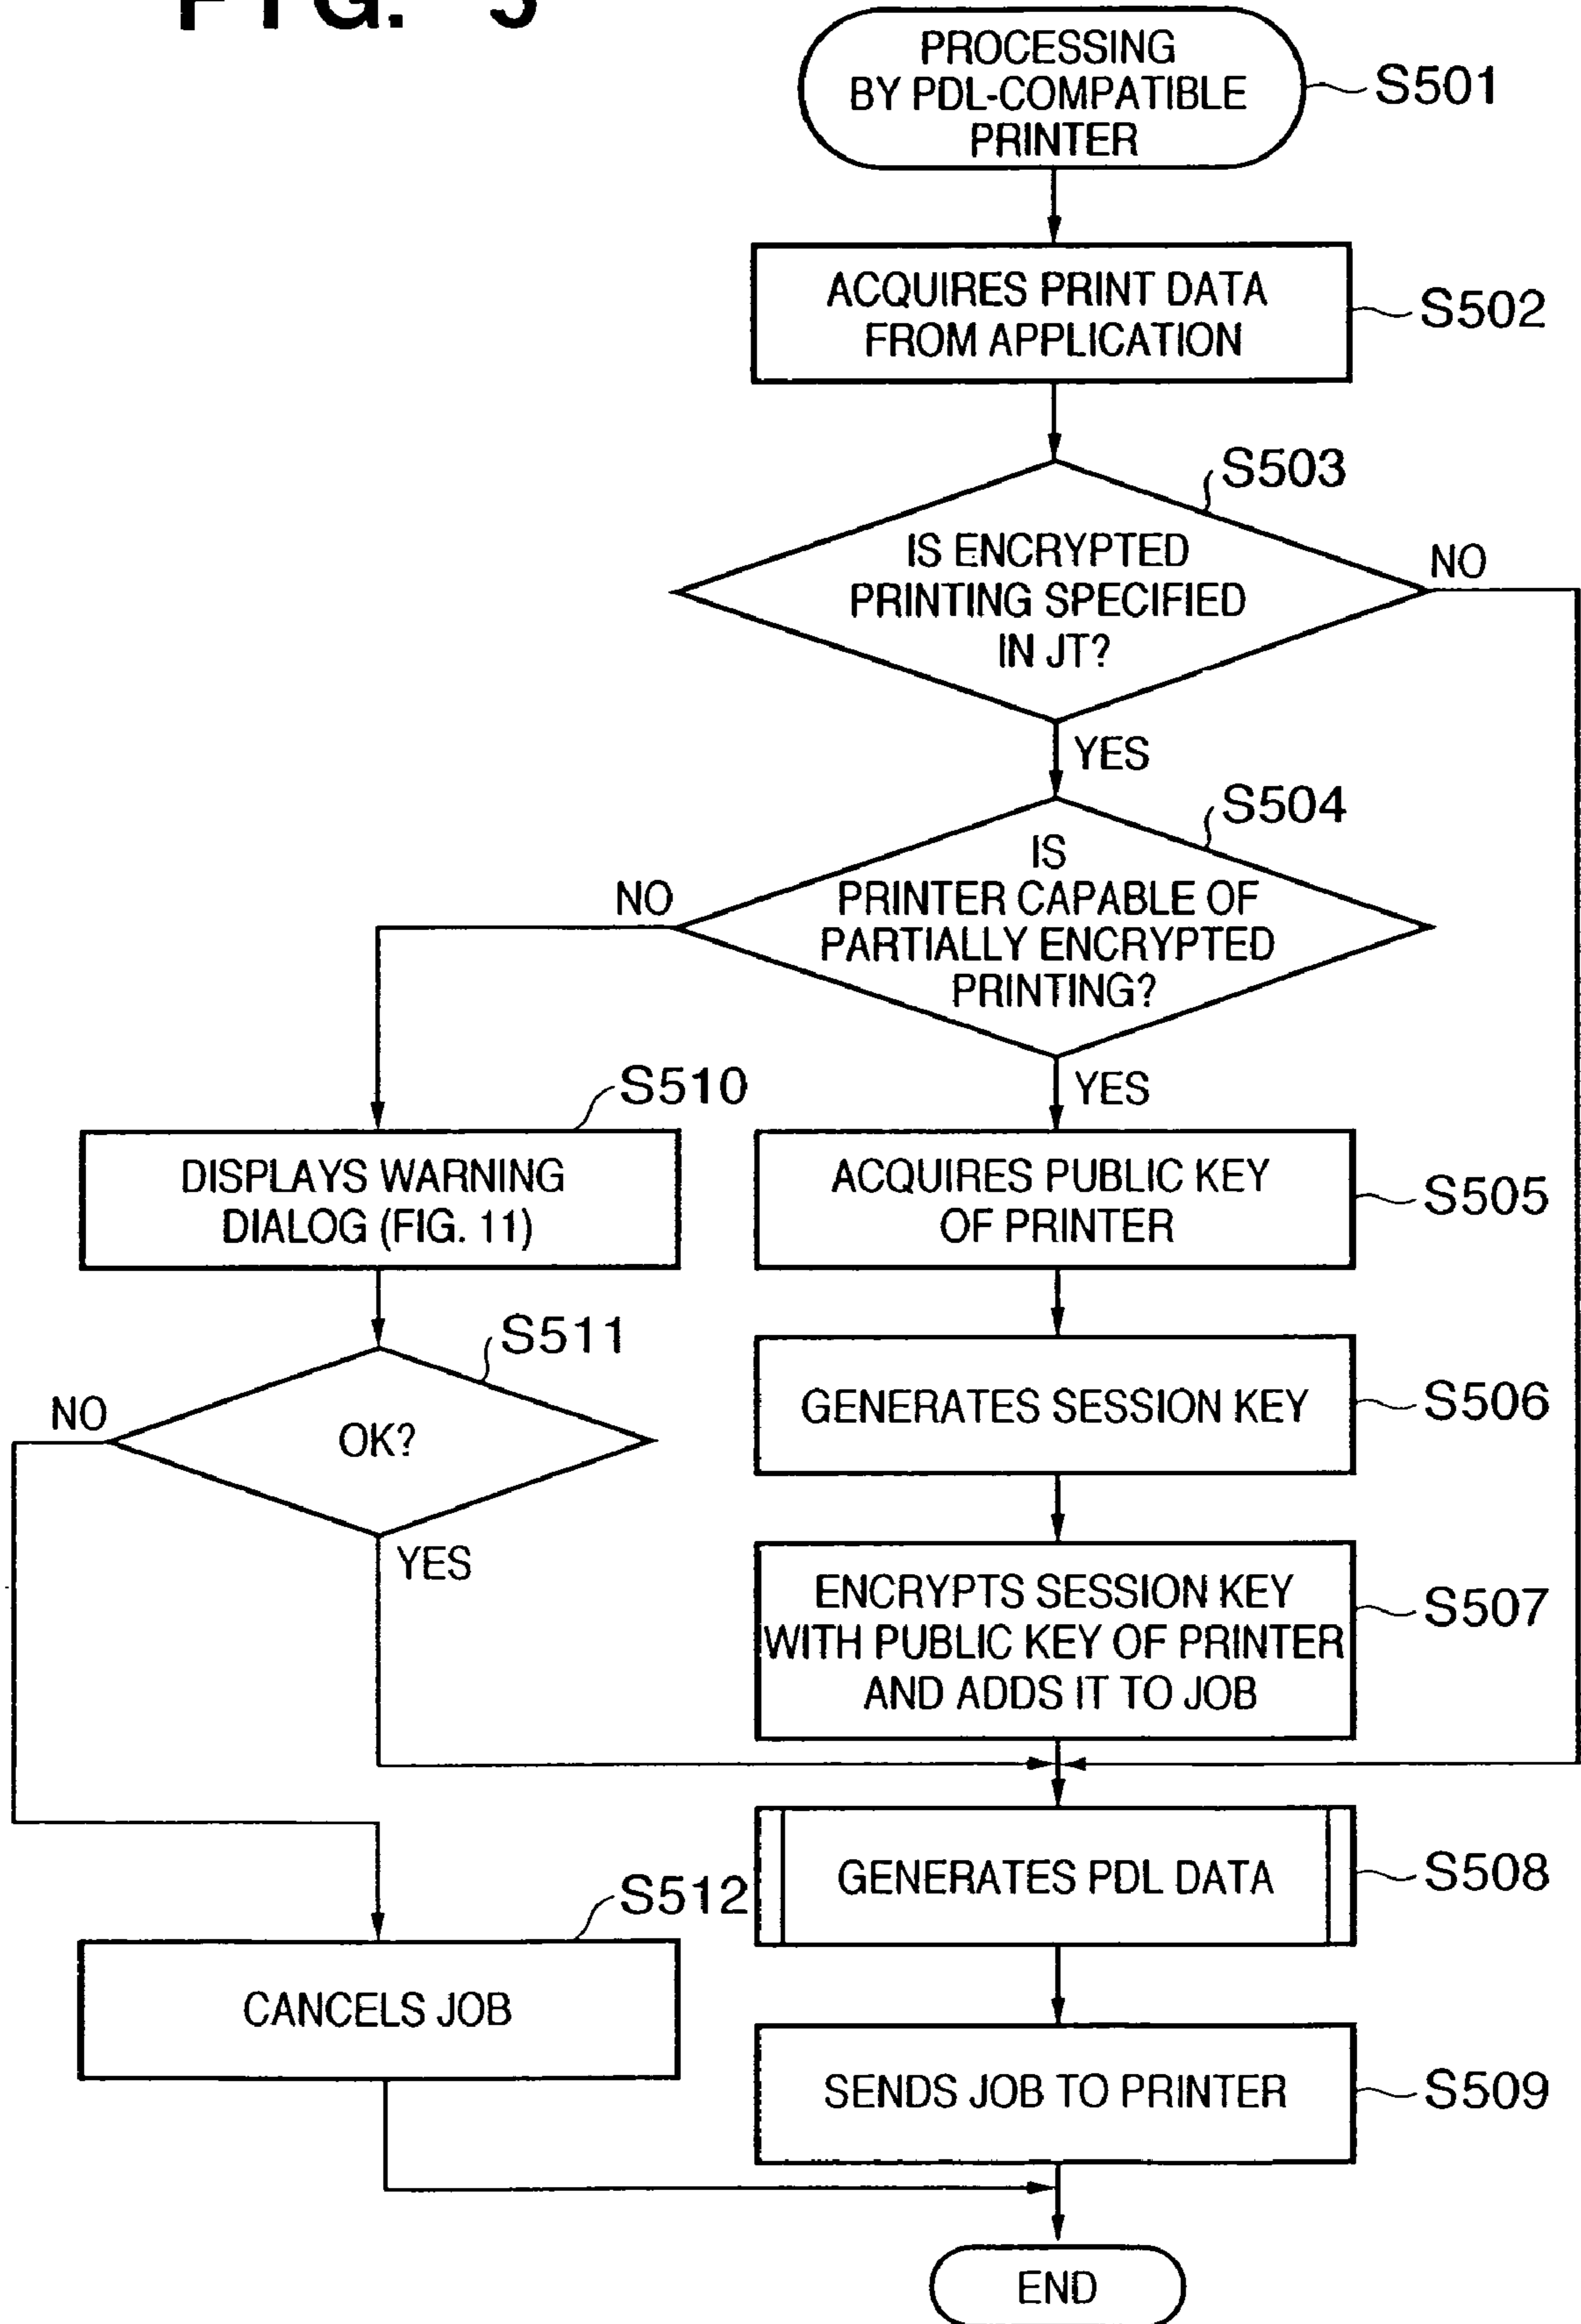 FIG. 5
PROCESSING
BY PDL-COMPATIBLE
PRINTER
S501
ACQUIRES PRINT DATA
FROM APPLICATION
S502
S503
IS ENCRYPTED
PRINTING SPECIFIED
IN JT?
NO
YES
S504
IS
PRINTER CAPABLE OF
PARTIALLY ENCRYPTED
PRINTING?
NO
YES
S510
DISPLAYS WARNING
DIALOG (FIG. 11)
ACQUIRES PUBLIC KEY
OF PRINTER
S505
S511
OK?
NO
YES
GENERATES SESSION KEY
S506
ENCRYPTS SESSION KEY
WITH PUBLIC KEY OF PRINTER
AND ADDS IT TO JOB
S507
GENERATES PDL DATA
S508
S512
CANCELS JOB
SENDS JOB TO PRINTER
S509
END